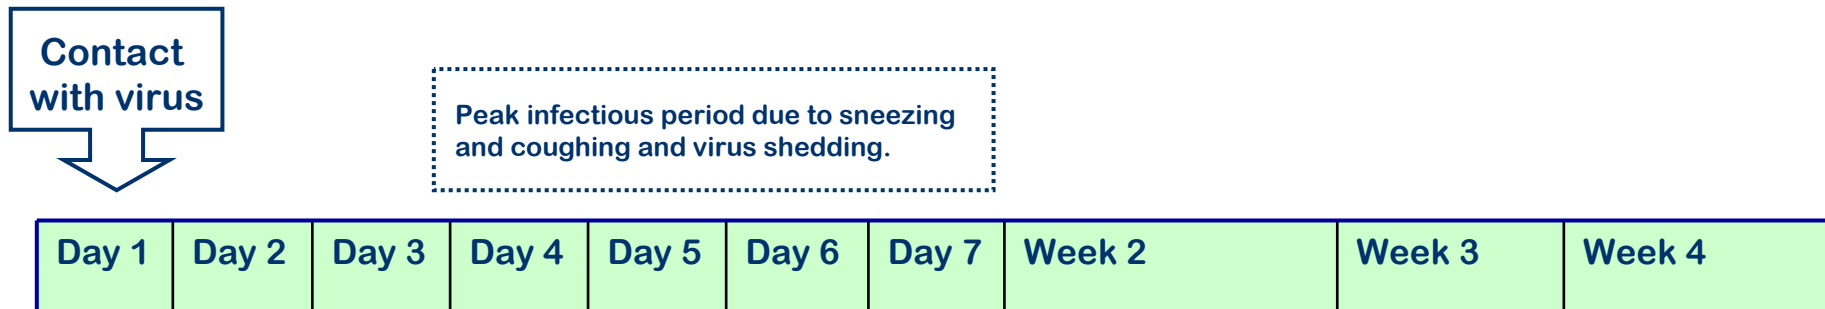 Contact
with virus
Peak infectious period due to sneezing
and coughing and virus shedding.
Day 1 Day 2 Day 3 Day 4 Day 5 Day 6 Day 7 Week 2 Week 3 Week 4